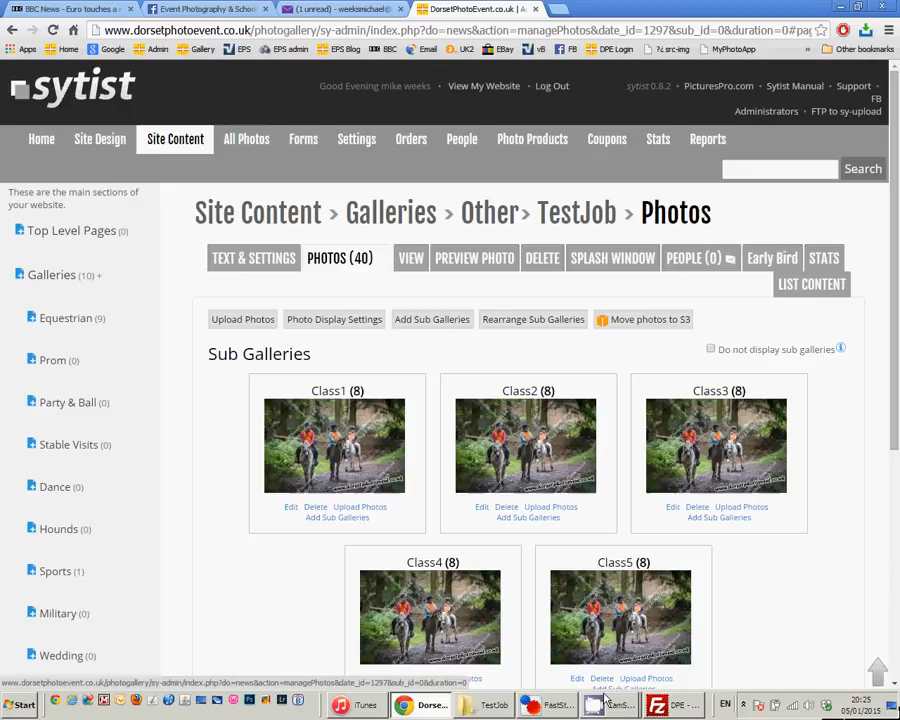 BBC News - Euro touches a n
Event Photography & Scho
(1 unread) - weeksmichael@
DorsetPhotoEvent.co.uk | A
www.dorsetphotoevent.co.uk/photogallery/sy-admin/index.php?do=news&action=managePhotos&date_id=1297&sub_id=0&duration=0#pag
Apps Home Google Admin Gallery EPS EPS admin EPS Blog BBC Email UK2 EBay vB FB DPE Login src-img MyPhotoApp » Other bookmarks
sytist
Good Evening mike weeks View My Website Log Out sytist 0.8.2 PicturesPro.com Sytist Manual Support
FB
Administrators FTP to sy-upload
Home Site Design Site Content All Photos Forms Settings Orders People Photo Products Coupons Stats Reports
Search
These are the main sections of
your website.
Top Level Pages (0)
Galleries (10) +
Equestrian (9)
Prom (0)
Party & Ball (0)
Stable Visits (0)
Dance (0)
Hounds (0)
Sports (1)
Military (0)
Wedding (0)
Site Content > Galleries > Other > TestJob > Photos
TEXT & SETTINGS PHOTOS (40) VIEW PREVIEW PHOTO DELETE SPLASH WINDOW PEOPLE (0) Early Bird STATS
LIST CONTENT
Upload Photos Photo Display Settings Add Sub Galleries Rearrange Sub Galleries Move photos to S3
Sub Galleries
Do not display sub galleries
Class1 (8) Class2 (8) Class3 (8)
Edit Delete Upload Photos Edit Delete Upload Photos Edit Delete Upload Photos
Add Sub Galleries Add Sub Galleries Add Sub Galleries
Class4 (8) Class5 (8)
Edit Delete Upload Photos
www.dorsetphotoevent.co.uk/photogallery/sy-admin/index.php?do=news&action=managePhotos&date_id=1297&sub_id=0&duration=0
Start iTunes Dorse... TestJob FastSt... CamS... DPE - ... EN 20:25
05/01/2015